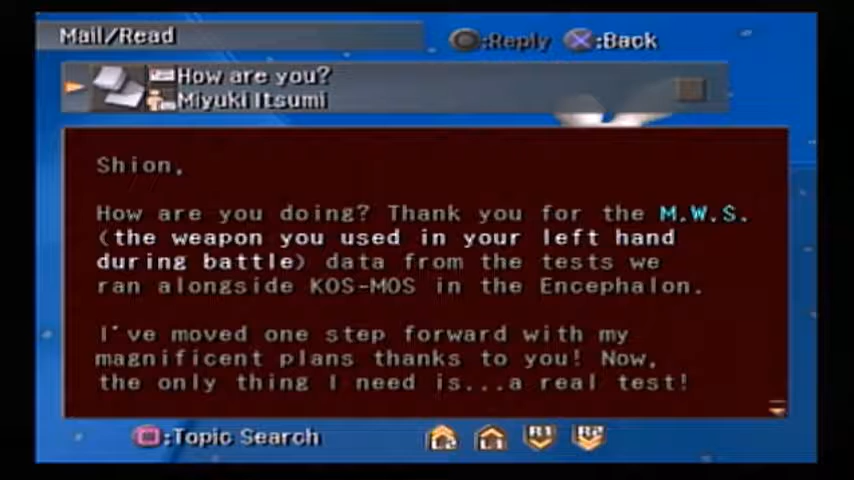 Mail/Read
:Reply
:Back
How are you?
Miyuki Itsumi
Shion,
How are you doing? Thank you for the M.W.S.
(the weapon you used in your left hand
during battle) data from the tests we
ran alongside KOS-MOS in the Encephalon.
I've moved one step forward with my
magnificent plans thanks to you! Now,
the only thing I need is...a real test!
:Topic Search
L2 L1 R1 R2